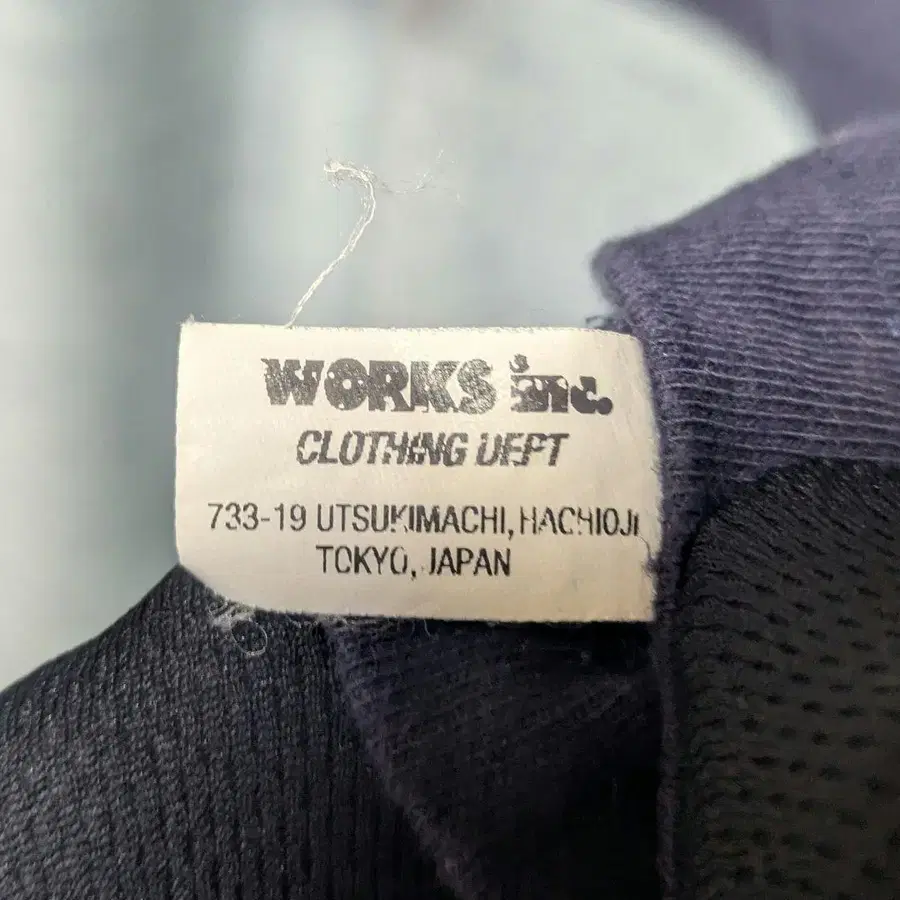 WORKS inc.
CLOTHING DEPT
733-19 UTSUKIMACHI, HACHIOJI
TOKYO, JAPAN